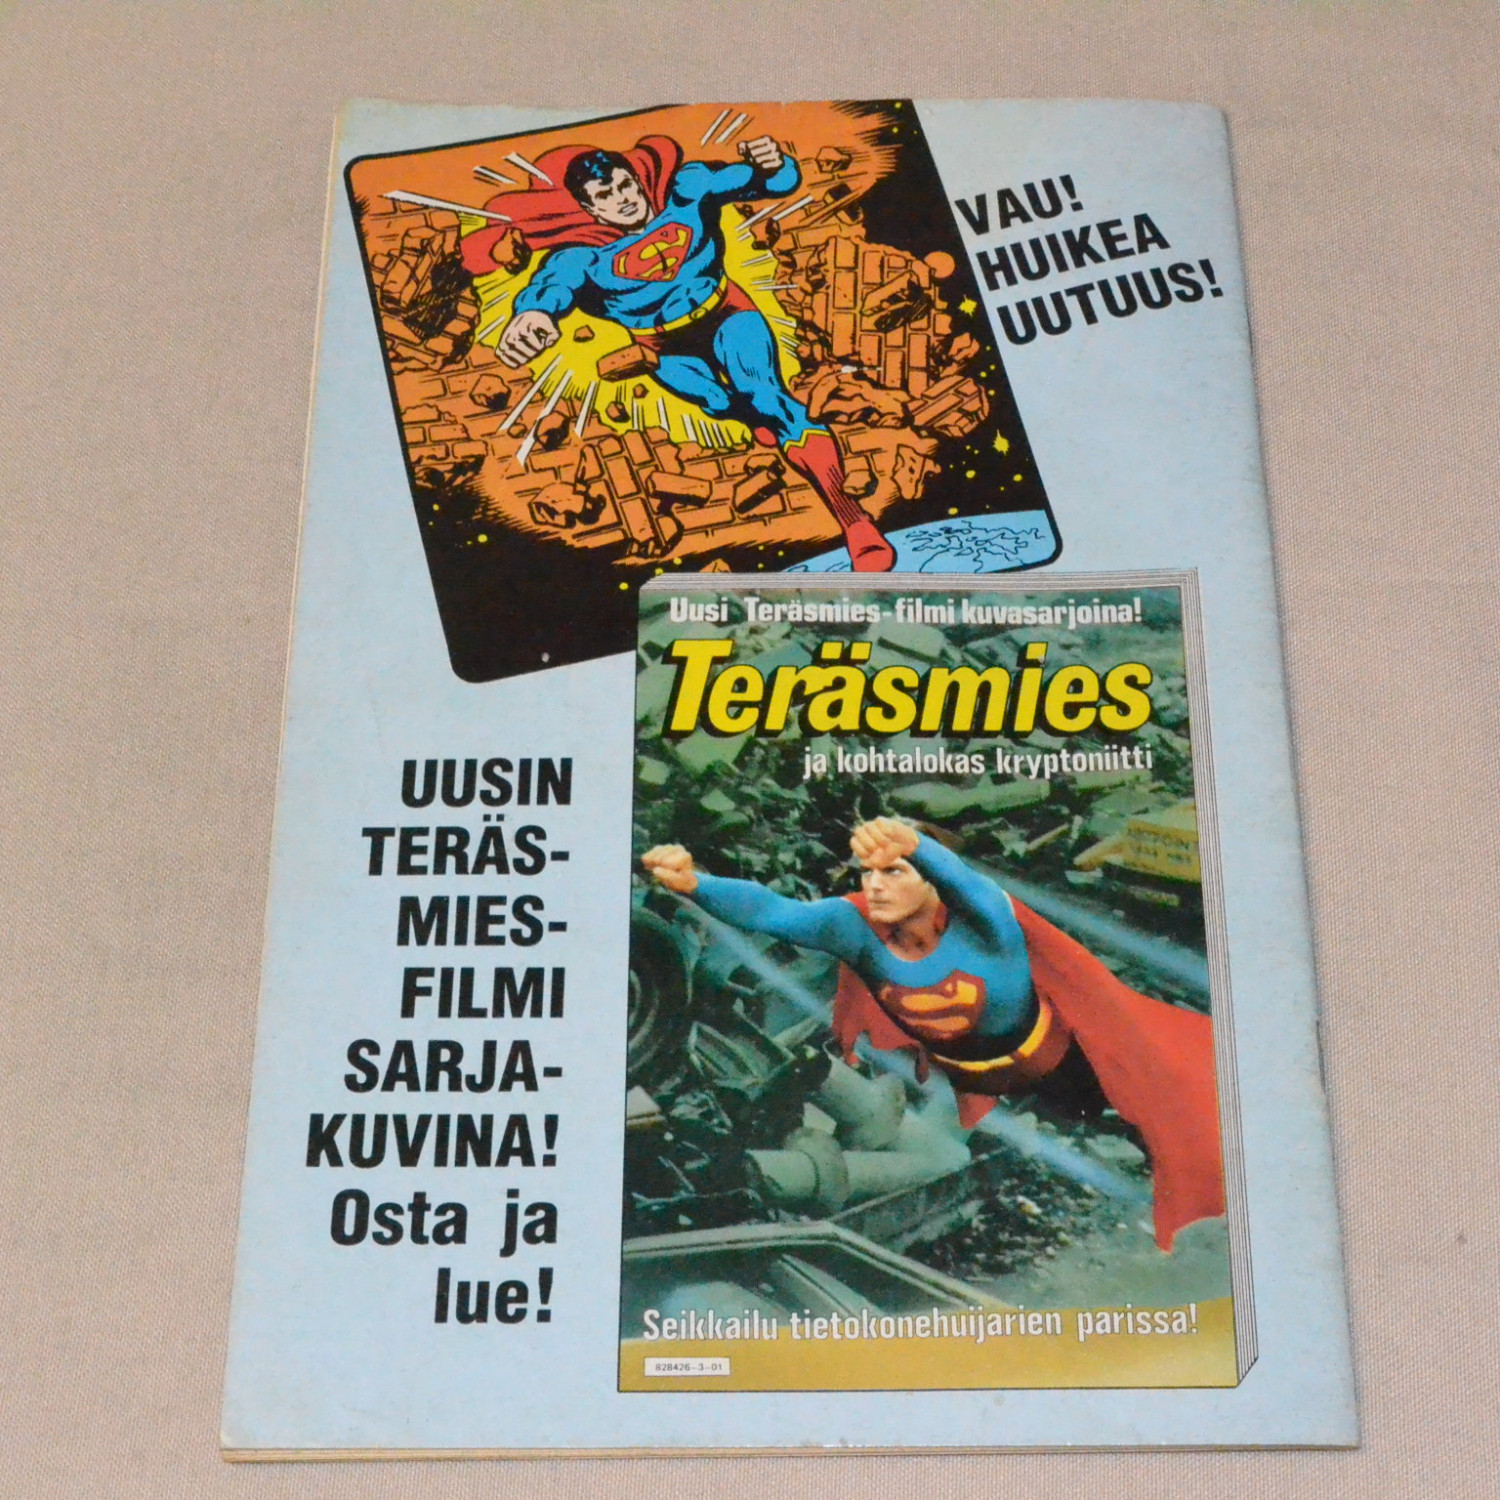 VAU!
HUIKEA
UUTUUS!
Uusi Teräsmies-filmi kuvasarjoina!
Teräsmies
ja kohtalokas kryptoniitti
UUSIN
TERÄS-
MIES-
FILMI
SARJA-
KUVINA!
Osta ja
lue!
Seikkailu tietokonehuijarien parissa!
828426-3-01